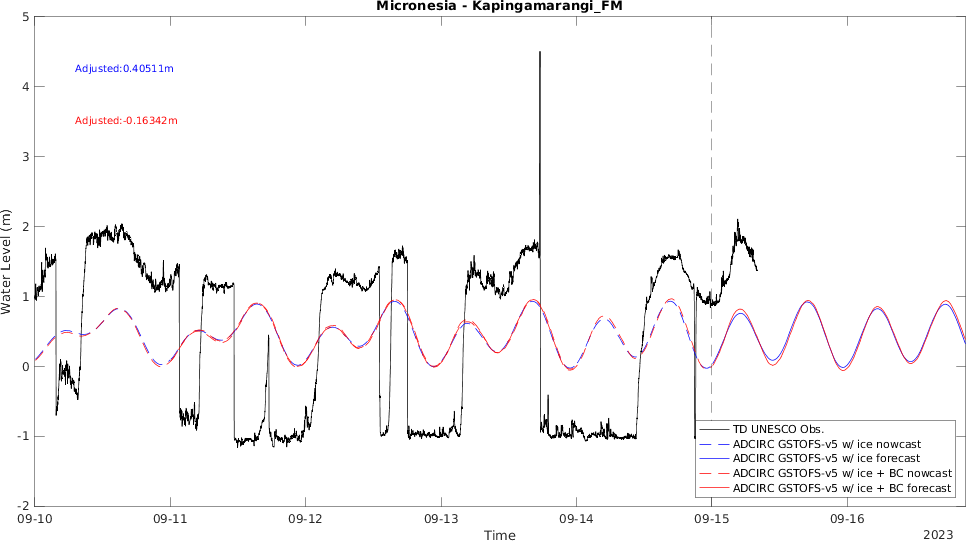 Micronesia - Kapingamarangi_FM
5
4
3
2
1
0
-1
-2
Water Level (m)
Adjusted:0.40511m
Adjusted:-0.16342m
TD UNESCO Obs.
ADCIRC GSTOFS-v5 w/ ice nowcast
ADCIRC GSTOFS-v5 w/ ice forecast
ADCIRC GSTOFS-v5 w/ ice + BC nowcast
ADCIRC GSTOFS-v5 w/ ice + BC forecast
09-10 09-11 09-12 09-13 09-14 09-15 09-16
Time
2023